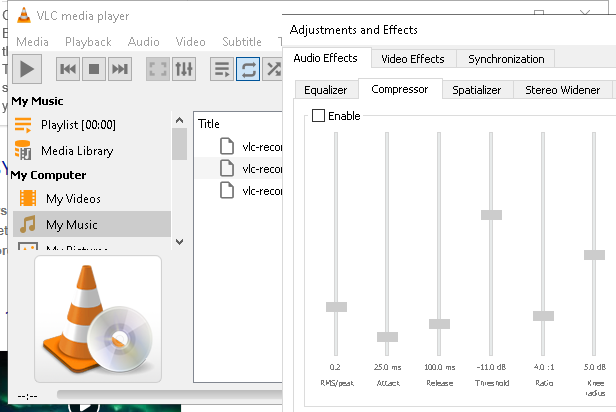 VLC media player
Media Playback Audio Video Subtitle
My Music
Playlist [00:00]
Media Library
My Computer
My Videos
My Music
My Pictures
Title
vlc-recor
vlc-recor
vlc-recor
--:--
Adjustments and Effects
Audio Effects Video Effects Synchronization
Equalizer Compressor Spatializer Stereo Widener
Enable
0.2 25.0 ms 100.0 ms -11.0 dB 4.0 :1 5.0 dB
RMS/peak Attack Release Threshold Ratio Knee
radius